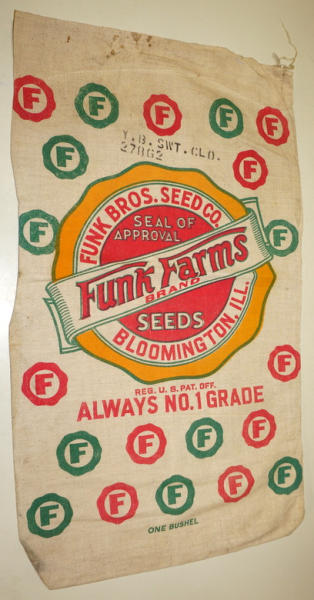 F F F F F
Y.B. SWT. CLO.
278G2
F F
FUNK BROS. SEED CO.
SEAL OF
APPROVAL
F F
Funk Farms
BRAND
SEEDS
BLOOMINGTON, ILL.
REG. U. S. PAT. OFF.
ALWAYS NO. 1 GRADE
F F
F F F F
F F F F F
ONE BUSHEL